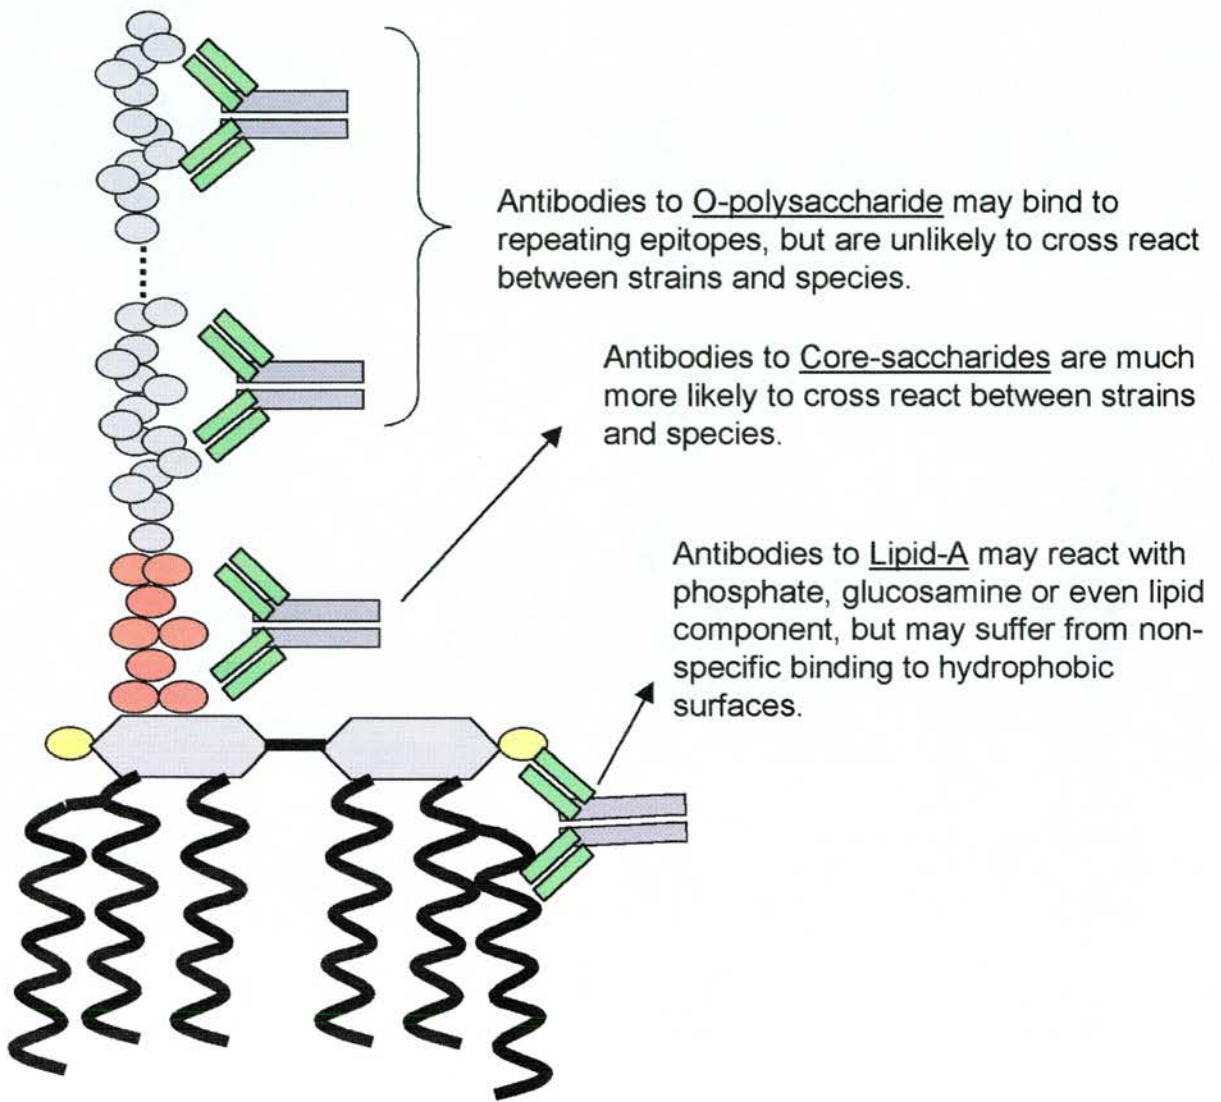 Antibodies to O-polysaccharide may bind to
repeating epitopes, but are unlikely to cross react
between strains and species.
Antibodies to Core-saccharides are much
more likely to cross react between strains
and species.
Antibodies to Lipid-A may react with
phosphate, glucosamine or even lipid
component, but may suffer from non-
specific binding to hydrophobic
surfaces.